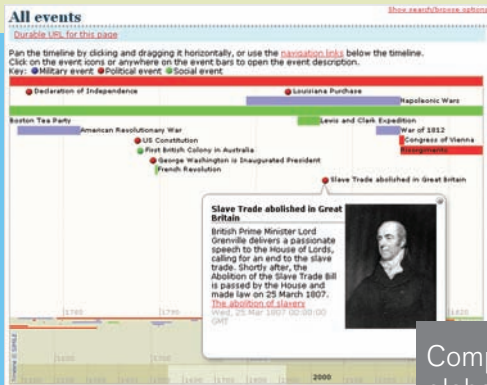 All events
Show search/browse options
Durable URL for this page
Pan the timeline by clicking and dragging it horizontally, or use the navigation links below the timeline.
Click on the event icons or anywhere on the event bars to open the event description.
Key: Military event Political event Social event
Declaration of Independence
Louisiana Purchase
Napoleonic Wars
Boston Tea Party
Lewis and Clark Expedition
American Revolutionary War
War of 1812
US Constitution
Congress of Vienna
First British Colony in Australia
Risorgimento
George Washington is Inaugurated President
French Revolution
Slave Trade abolished in Great Britain
Slave Trade abolished in Great
Britain
British Prime Minister Lord
Grenville delivers a passionate
speech to the House of Lords,
calling for an end to the slave
trade. Shortly after, the
Abolition of the Slave Trade Bill
is passed by the House and
made law on 25 March 1807.
The abolition of slavery
Wed, 25 Mar 1807 00:00:00
GMT
1780 1790 1820
Timeline © SIMILE
1600 1700
2000
Comp